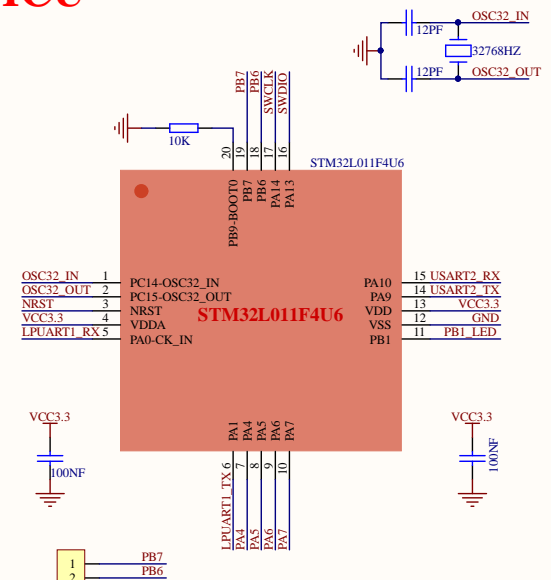 OSC32_IN
12PF
32768HZ
12PF
OSC32_OUT
PB7
PB6
SWCLK
SWDIO
10K
20
19
18
17
16
STM32L011F4U6
PB9-BOOT0
PB7
PB6
PA14
PA13
OSC32_IN 1 PC14-OSC32_IN
OSC32_OUT 2 PC15-OSC32_OUT
NRST 3 NRST
VCC3.3 4 VDDA
LPUART1_RX 5 PA0-CK_IN
STM32L011F4U6
PA10 15 USART2_RX
PA9 14 USART2_TX
VDD 13 VCC3.3
VSS 12 GND
PB1 11 PB1_LED
PA1
PA4
PA5
PA6
PA7
6
7
8
9
10
LPUART1_TX
PA4
PA5
PA6
PA7
VCC3.3
100NF
VCC3.3
100NF
1 PB7
2 PB6